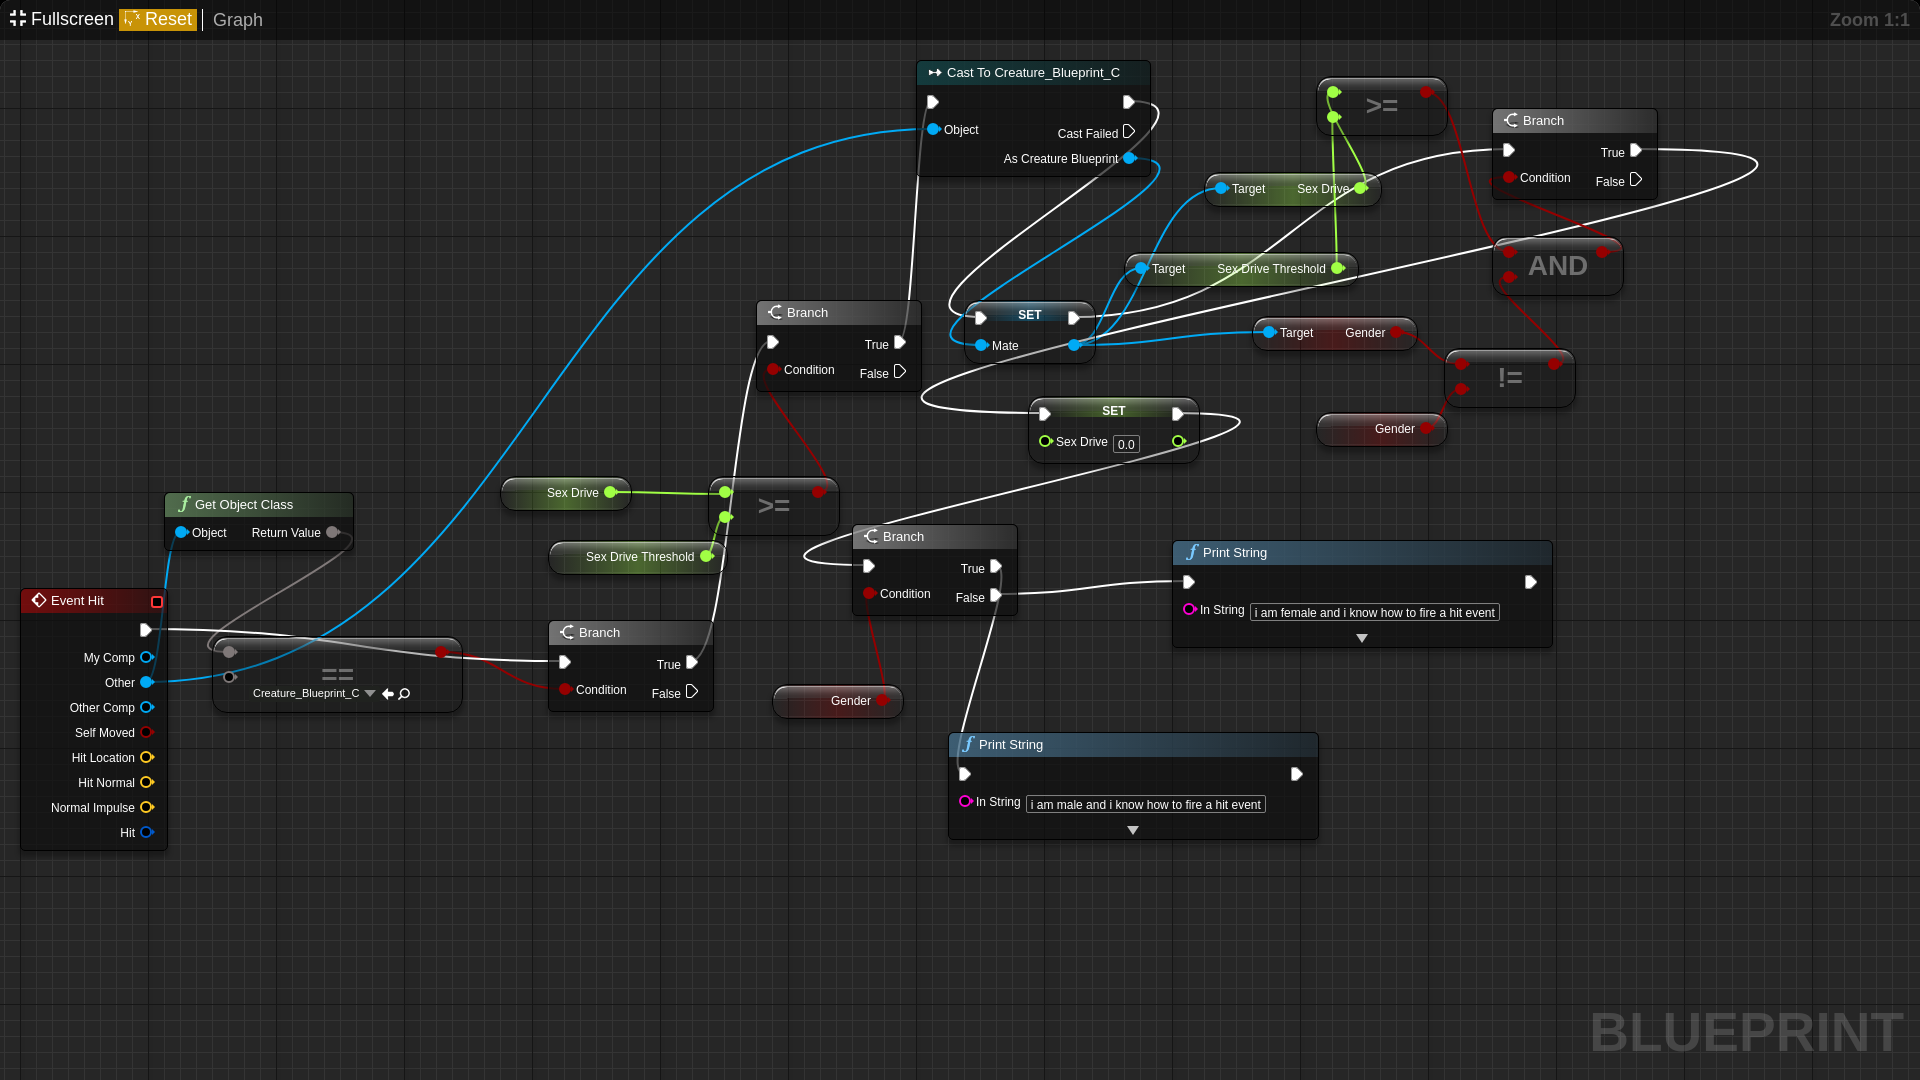 Fullscreen Reset Graph Zoom 1:1
Cast To Creature_Blueprint_C
Object
Cast Failed
As Creature Blueprint
>=
Branch
True
Condition
False
Target Sex Drive
Target Sex Drive Threshold
AND
Branch
True
Condition
False
SET
Mate
Target Gender
!=
Gender
SET
Sex Drive 0.0
Sex Drive
>=
Sex Drive Threshold
Get Object Class
Object Return Value
Branch
True
Condition
False
Print String
In String i am female and i know how to fire a hit event
Event Hit
My Comp
Other
Other Comp
Self Moved
Hit Location
Hit Normal
Normal Impulse
Hit
==
Creature_Blueprint_C
Branch
True
Condition
False
Gender
Print String
In String i am male and i know how to fire a hit event
BLUEPRINT